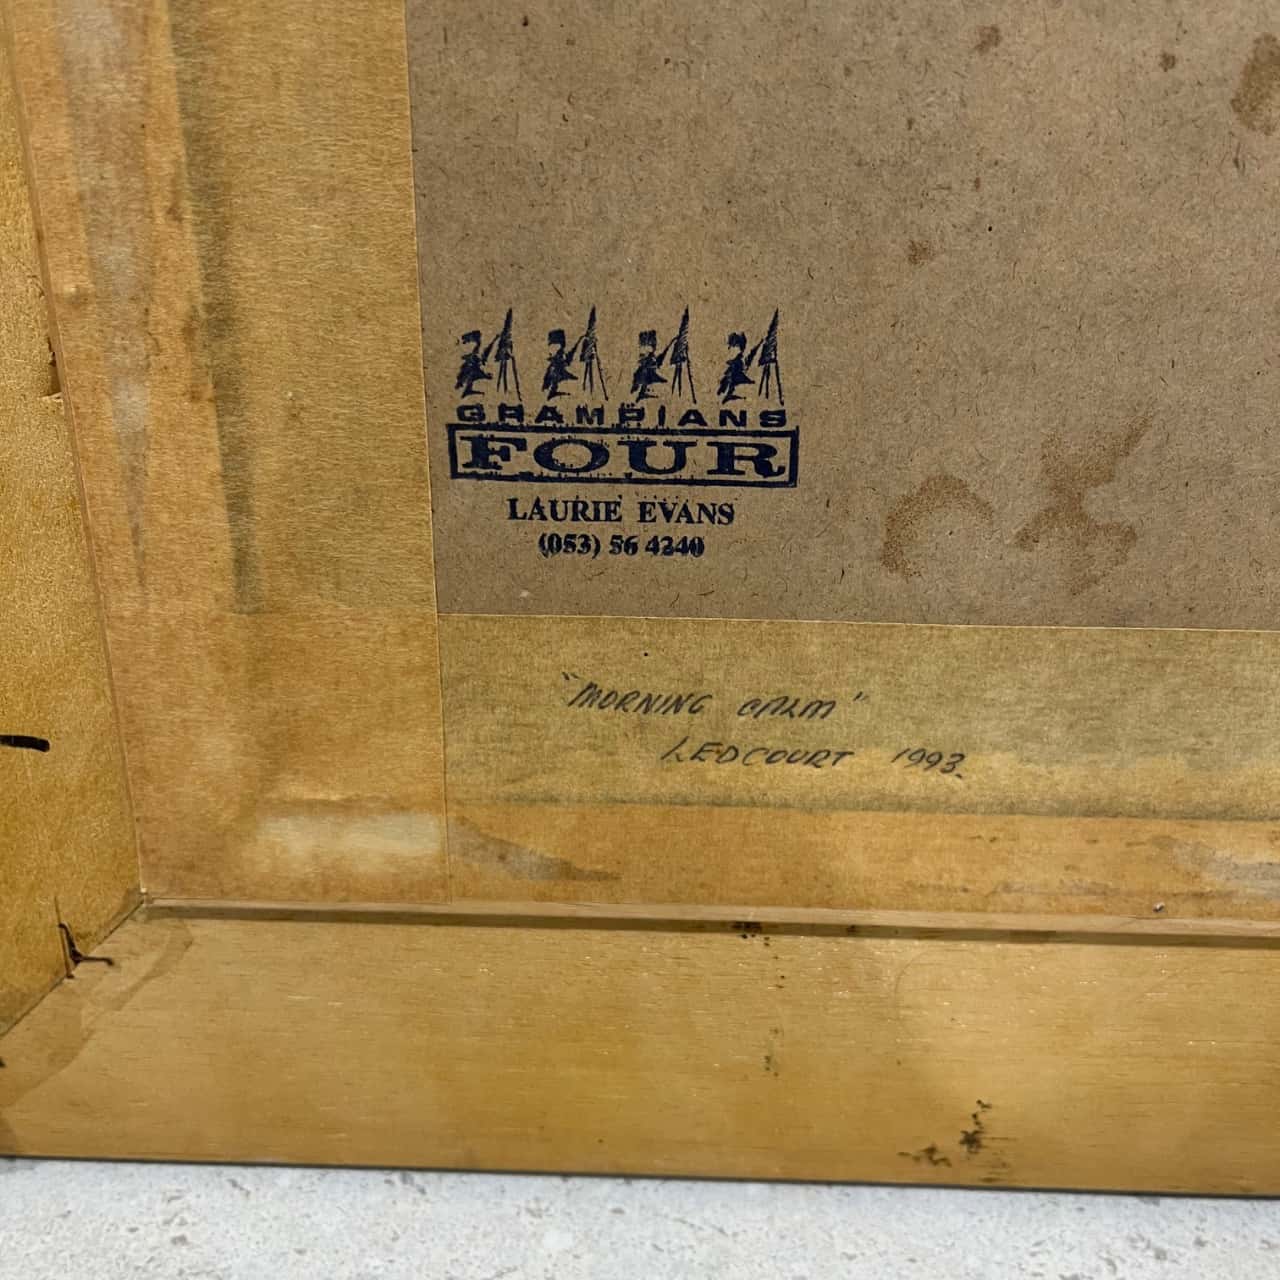 GRAMPIANS
FOUR
LAURIE EVANS
(053) 56 4240
"MORNING CALM"
LEDCOURT 1993.